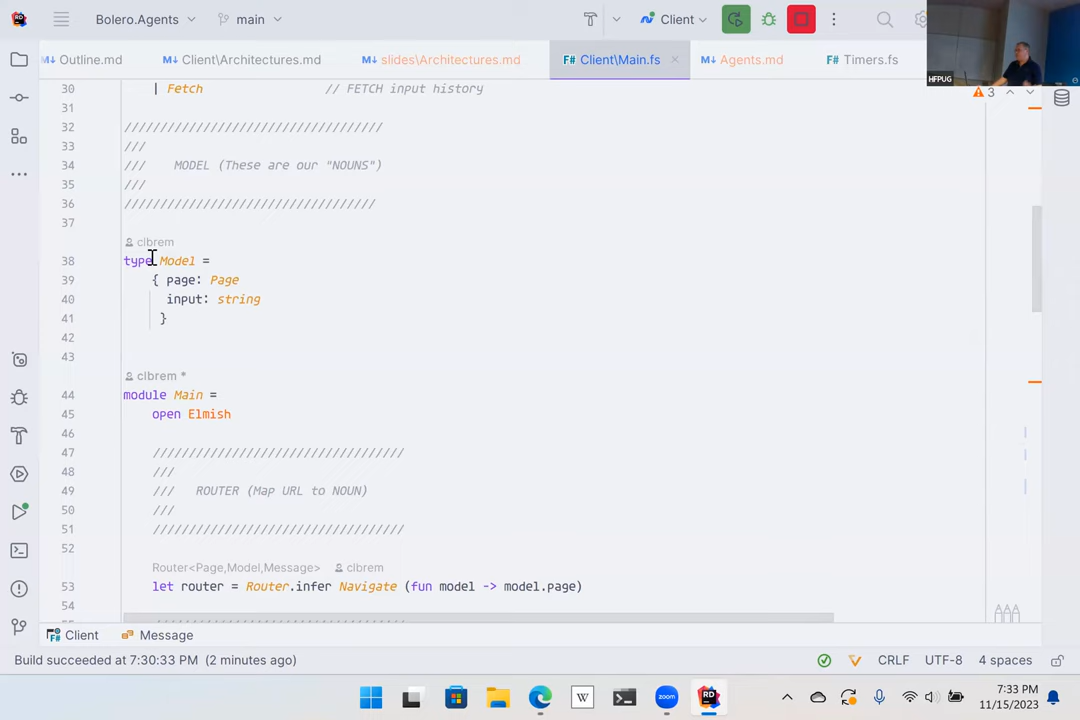 Bolero.Agents
main
Client
Outline.md
Client\Architectures.md
slides\Architectures.md
Client\Main.fs
Agents.md
Timers.fs
HFPUG
3
30 | Fetch // FETCH input history
31
32 ////////////////////////////////////
33 ///
34 /// MODEL (These are our "NOUNS")
35 ///
36 ///////////////////////////////////
37
clbrem
38 type Model =
39 { page: Page
40 input: string
41 }
42
43
clbrem *
44 module Main =
45 open Elmish
46
47 ///////////////////////////////////
48 ///
49 /// ROUTER (Map URL to NOUN)
50 ///
51 ///////////////////////////////////
52
Router<Page,Model,Message> clbrem
53 let router = Router.infer Navigate (fun model -> model.page)
54
Client
Message
Build succeeded at 7:30:33 PM (2 minutes ago)
CRLF
UTF-8
4 spaces
W
zoom
RD
7:33 PM
11/15/2023